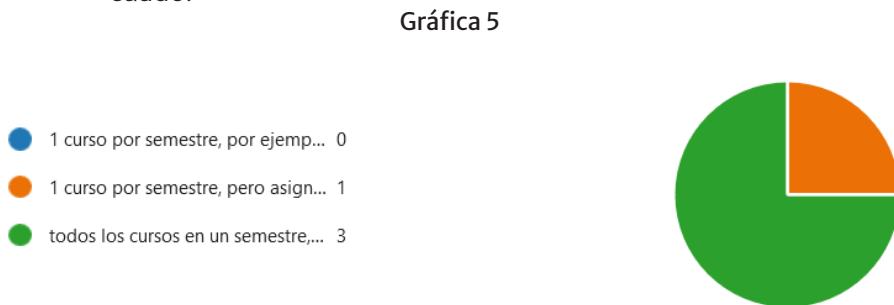 Gráfica 5
1 curso por semestre, por ejemp... 0
1 curso por semestre, pero asign... 1
todos los cursos en un semestre,... 3